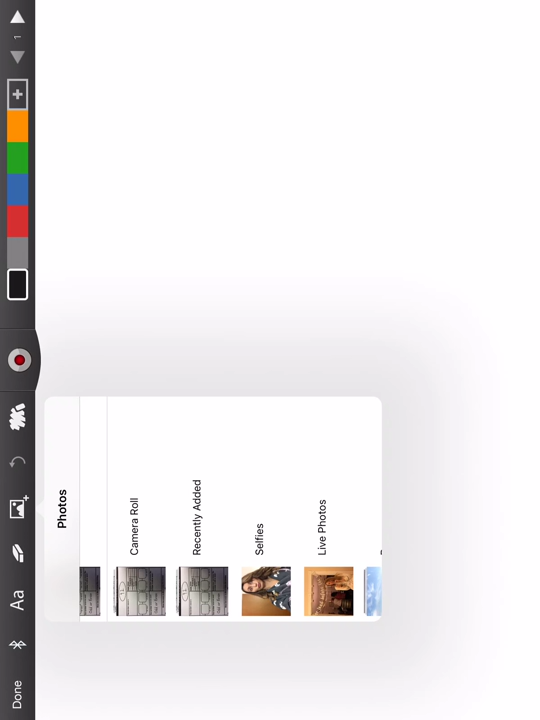 Done
Aa
1
Photos
Camera Roll
Recently Added
Selfies
Live Photos